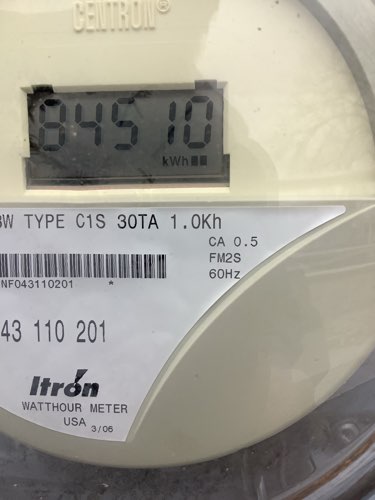 CENTRON®
84510
kWh
3W TYPE C1S 30TA 1.0Kh
CA 0.5
FM2S
60Hz
NF043110201 *
43 110 201
Itron
WATTHOUR METER
USA 3/06